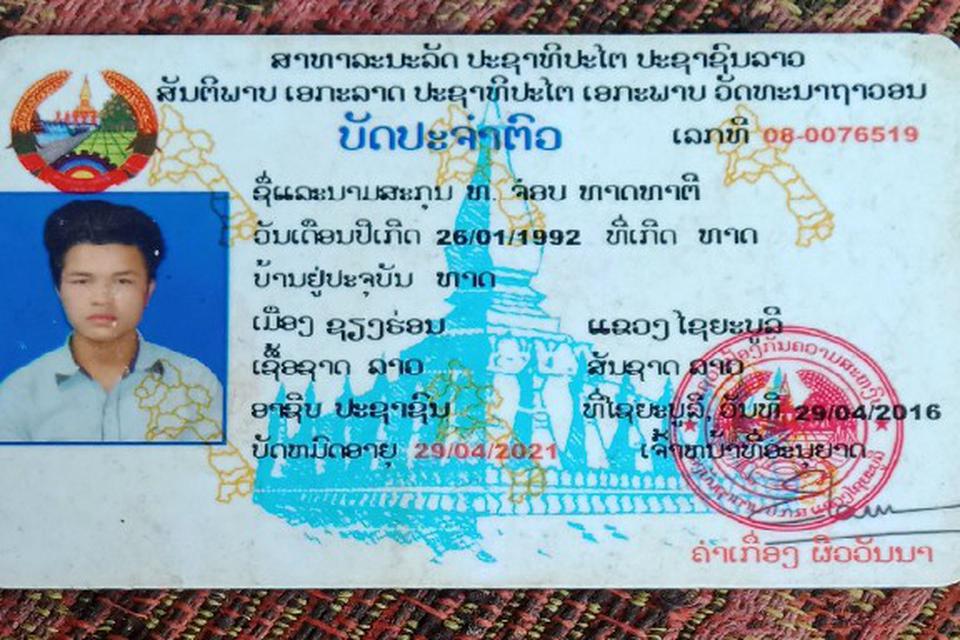 ສາທາລະນະລັດ ປະຊາທິປະໄຕ ປະຊາຊົນລາວ
ສັນຕິພາບ ເອກະລາດ ປະຊາທິປະໄຕ ເອກະພາບ ວັດທະນາຖາວອນ
ບັດປະຈຳຕົວ ເລກທີ 08-0076519
ຊື່ແລະນາມສະກຸນ ທ. ຈ່ອບ ທາດທາຕີ
ວັນເດືອນປີເກີດ 26/01/1992 ທີ່ເກີດ ທາດ
ບ້ານຢູ່ປະຈຸບັນ ທາດ
ເມືອງ ຊຽງຮ່ອນ ແຂວງ ໄຊຍະບູລີ
ເຊື້ອຊາດ ລາວ ສັນຊາດ ລາວ
ອາຊີບ ປະຊາຊົນ ທີ່ໄຊຍະບູລີ, ວັນທີ 29/04/2016
ບັດຫມົດອາຍຸ 29/04/2021 ເຈົ້າຫນ້າທີ່ອະນຸຍາດ
ຄຳເກື່ອງ ຜິວວັນນາ